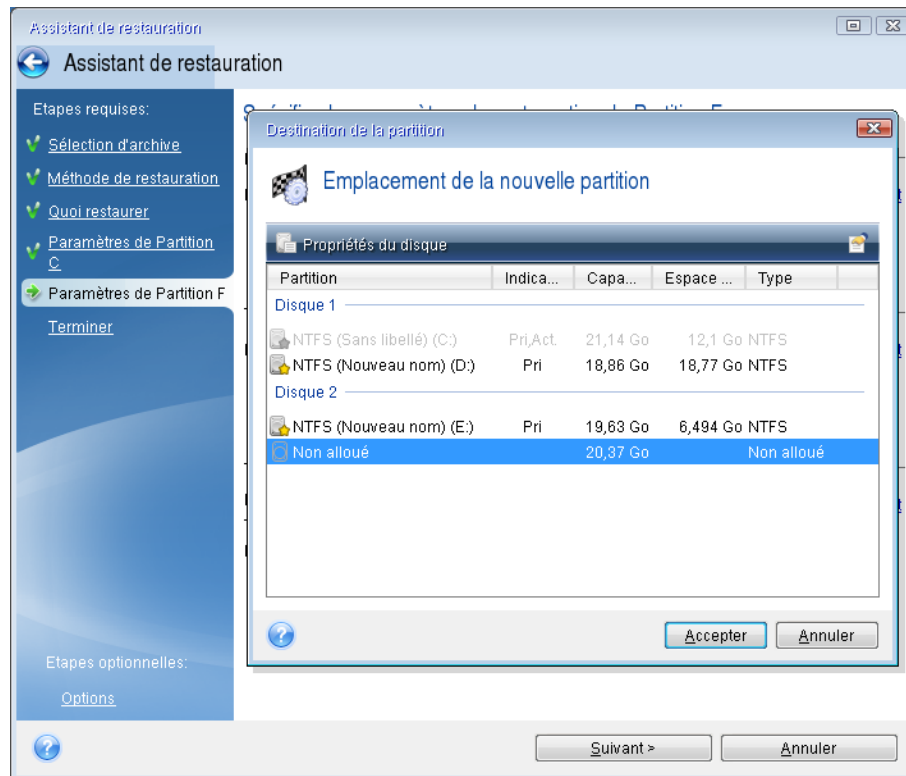 Assistant de restauration
Assistant de restauration
Etapes requises:
Sélection d'archive
Méthode de restauration
Quoi restaurer
Paramètres de Partition
C
Paramètres de Partition F
Terminer
Etapes optionnelles:
Options
Destination de la partition
Emplacement de la nouvelle partition
Propriétés du disque
Partition Indica... Capa... Espace ... Type
Disque 1
NTFS (Sans libellé) (C:) Pri,Act. 21,14 Go 12,1 Go NTFS
NTFS (Nouveau nom) (D:) Pri 18,86 Go 18,77 Go NTFS
Disque 2
NTFS (Nouveau nom) (E:) Pri 19,63 Go 6,494 Go NTFS
Non alloué 20,37 Go Non alloué
Accepter Annuler
Suivant > Annuler